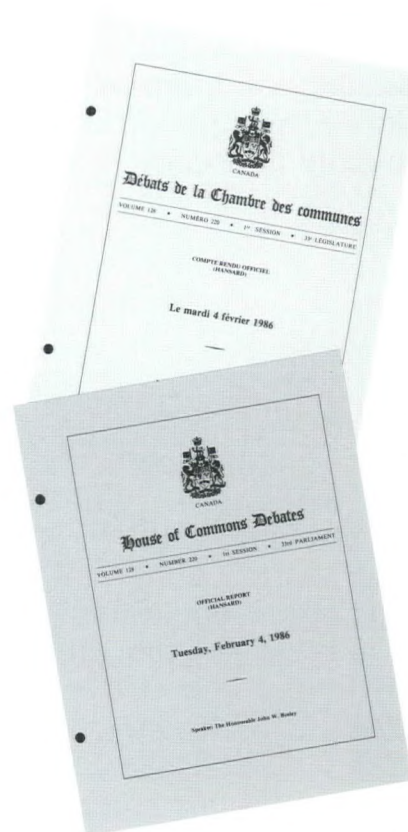 CANADA
Débats de la Chambre des communes
VOLUME 128 • NUMÉRO 220 • 1re SESSION • 33e LÉGISLATURE
COMPTE RENDU OFFICIEL
(HANSARD)
Le mardi 4 février 1986
CANADA
House of Commons Debates
VOLUME 128 • NUMBER 220 • 1st SESSION • 33rd PARLIAMENT
OFFICIAL REPORT
(HANSARD)
Tuesday, February 4, 1986
Speaker: The Honourable John W. Bosley